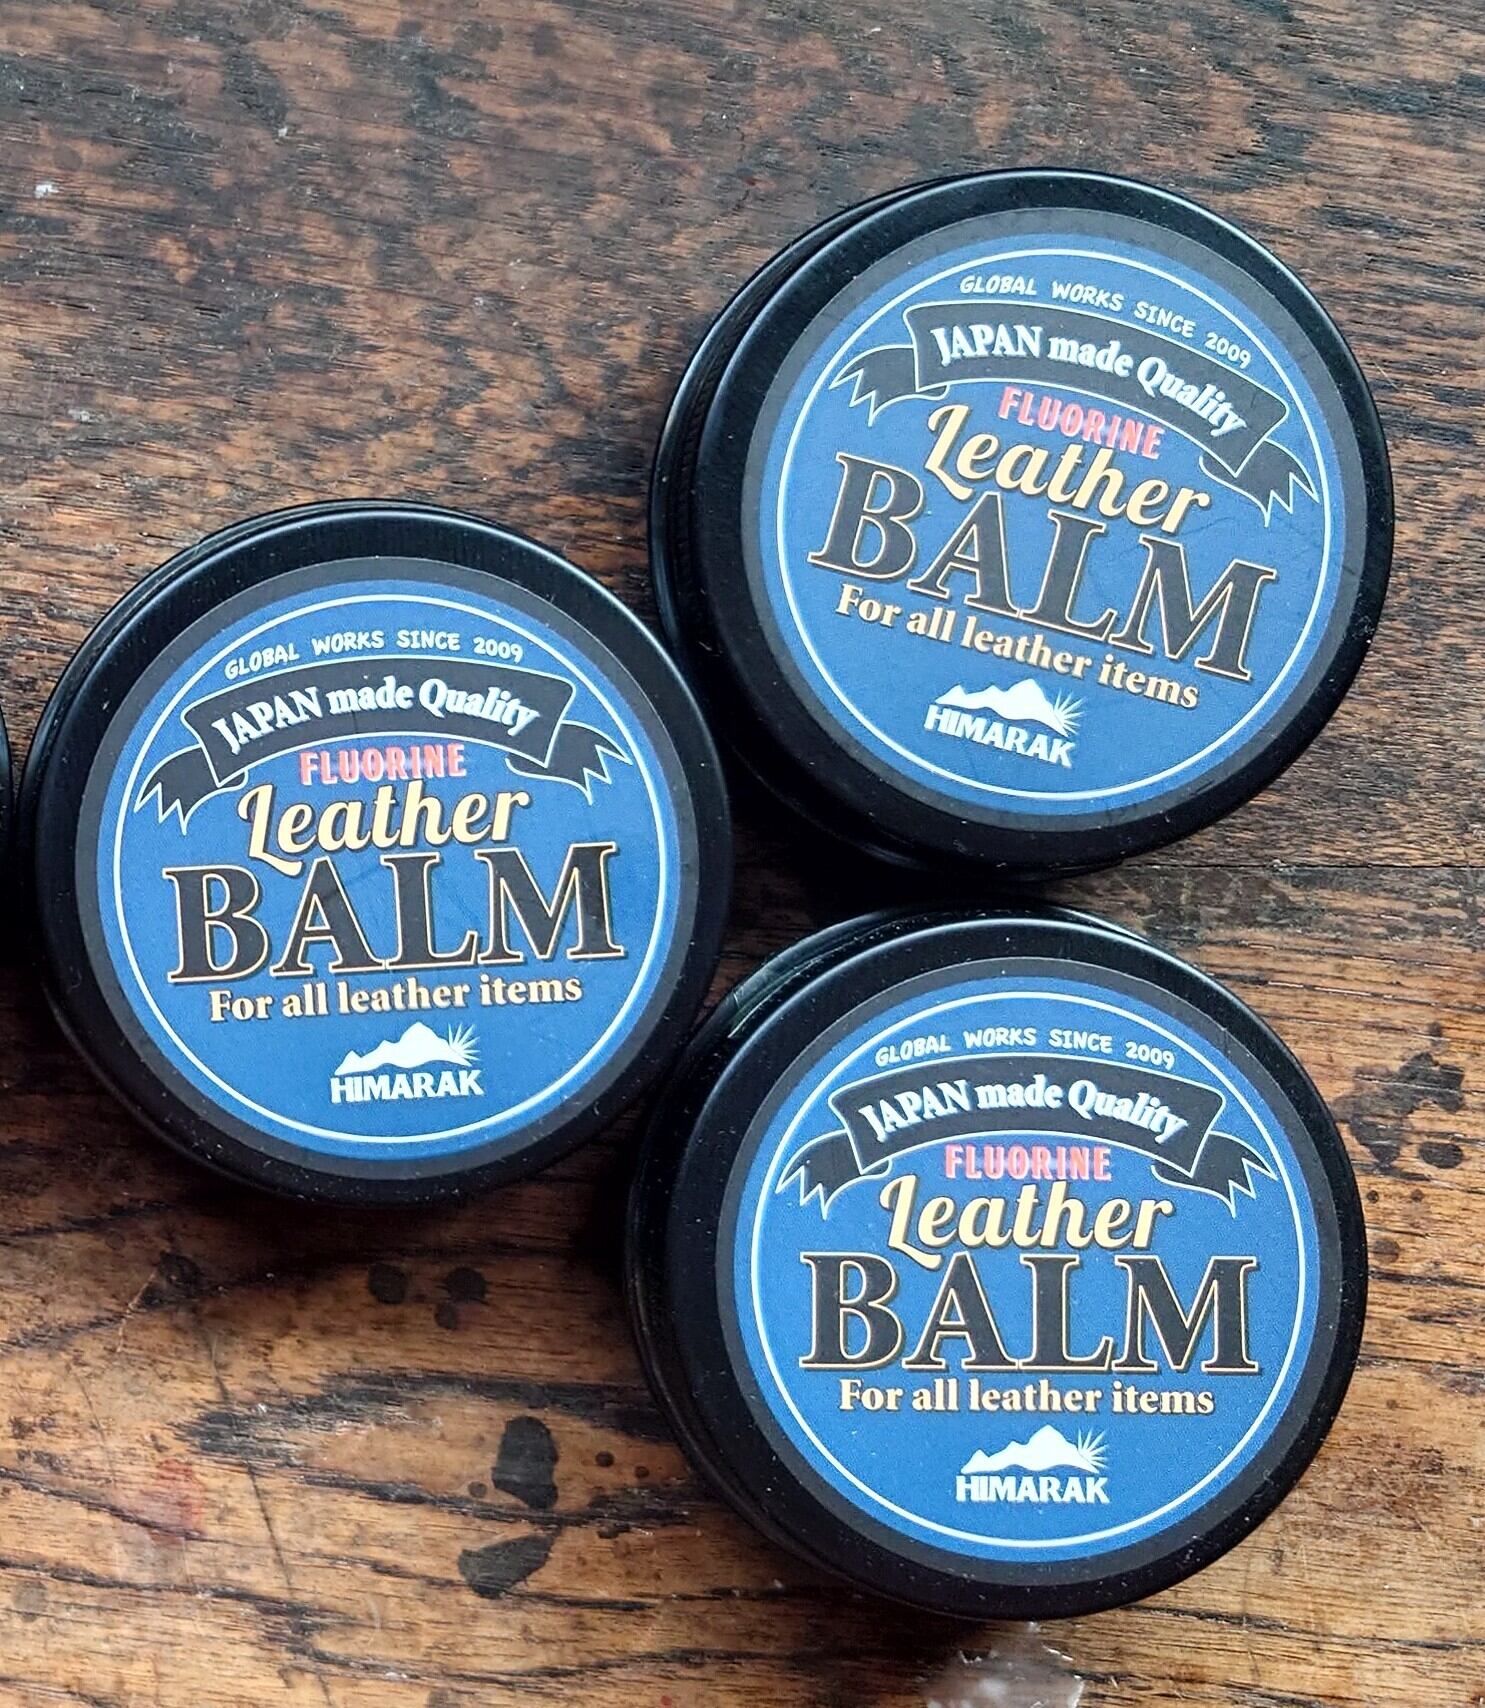 GLOBAL WORKS SINCE 2009
JAPAN made Quality
FLUORINE
Leather
BALM
For all leather items
HIMARAK
GLOBAL WORKS SINCE 2009
JAPAN made Quality
FLUORINE
Leather
BALM
For all leather items
HIMARAK
GLOBAL WORKS SINCE 2009
JAPAN made Quality
FLUORINE
Leather
BALM
For all leather items
HIMARAK